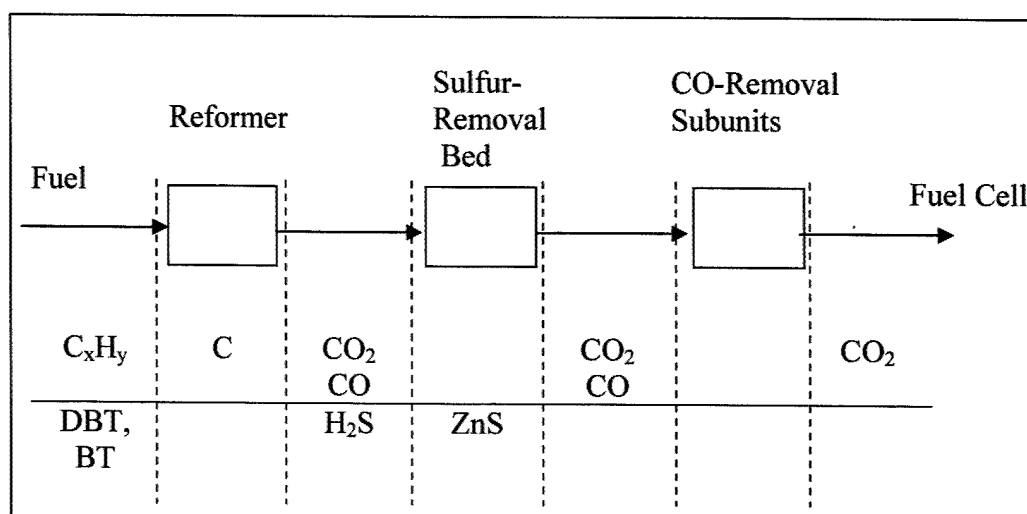 Reformer
Sulfur-
Removal
Bed
CO-Removal
Subunits
Fuel
Fuel Cell
CₓHᵧ
C
CO₂
CO
CO₂
CO
CO₂
DBT,
BT
H₂S
ZnS